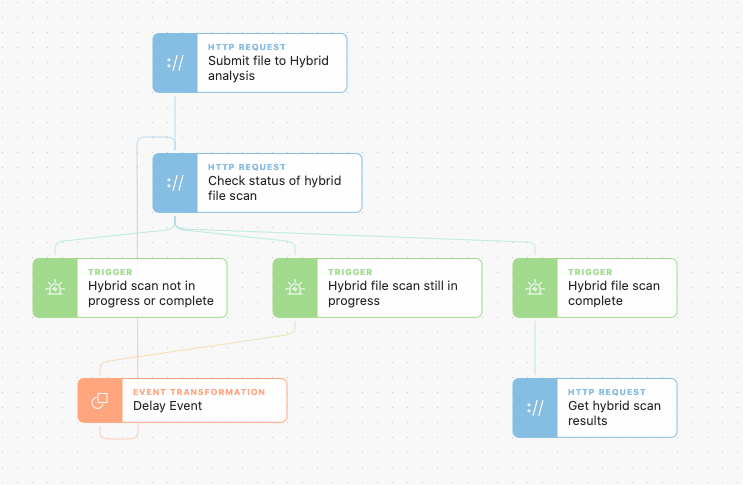 HTTP REQUEST
Submit file to Hybrid
analysis
HTTP REQUEST
Check status of hybrid
file scan
TRIGGER
Hybrid scan not in
progress or complete
TRIGGER
Hybrid file scan still in
progress
TRIGGER
Hybrid file scan
complete
EVENT TRANSFORMATION
Delay Event
HTTP REQUEST
Get hybrid scan
results